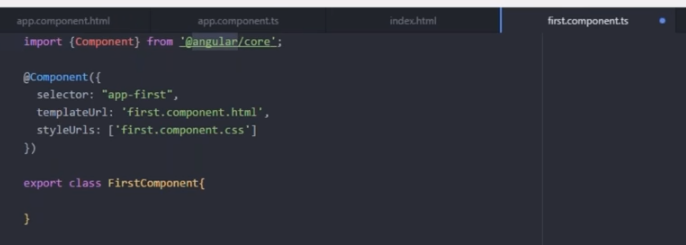 app.component.html app.component.ts index.html first.component.ts
import {Component} from '@angular/core';
@Component({
selector: "app-first",
templateUrl: 'first.component.html',
styleUrls: ['first.component.css']
})
export class FirstComponent{
}